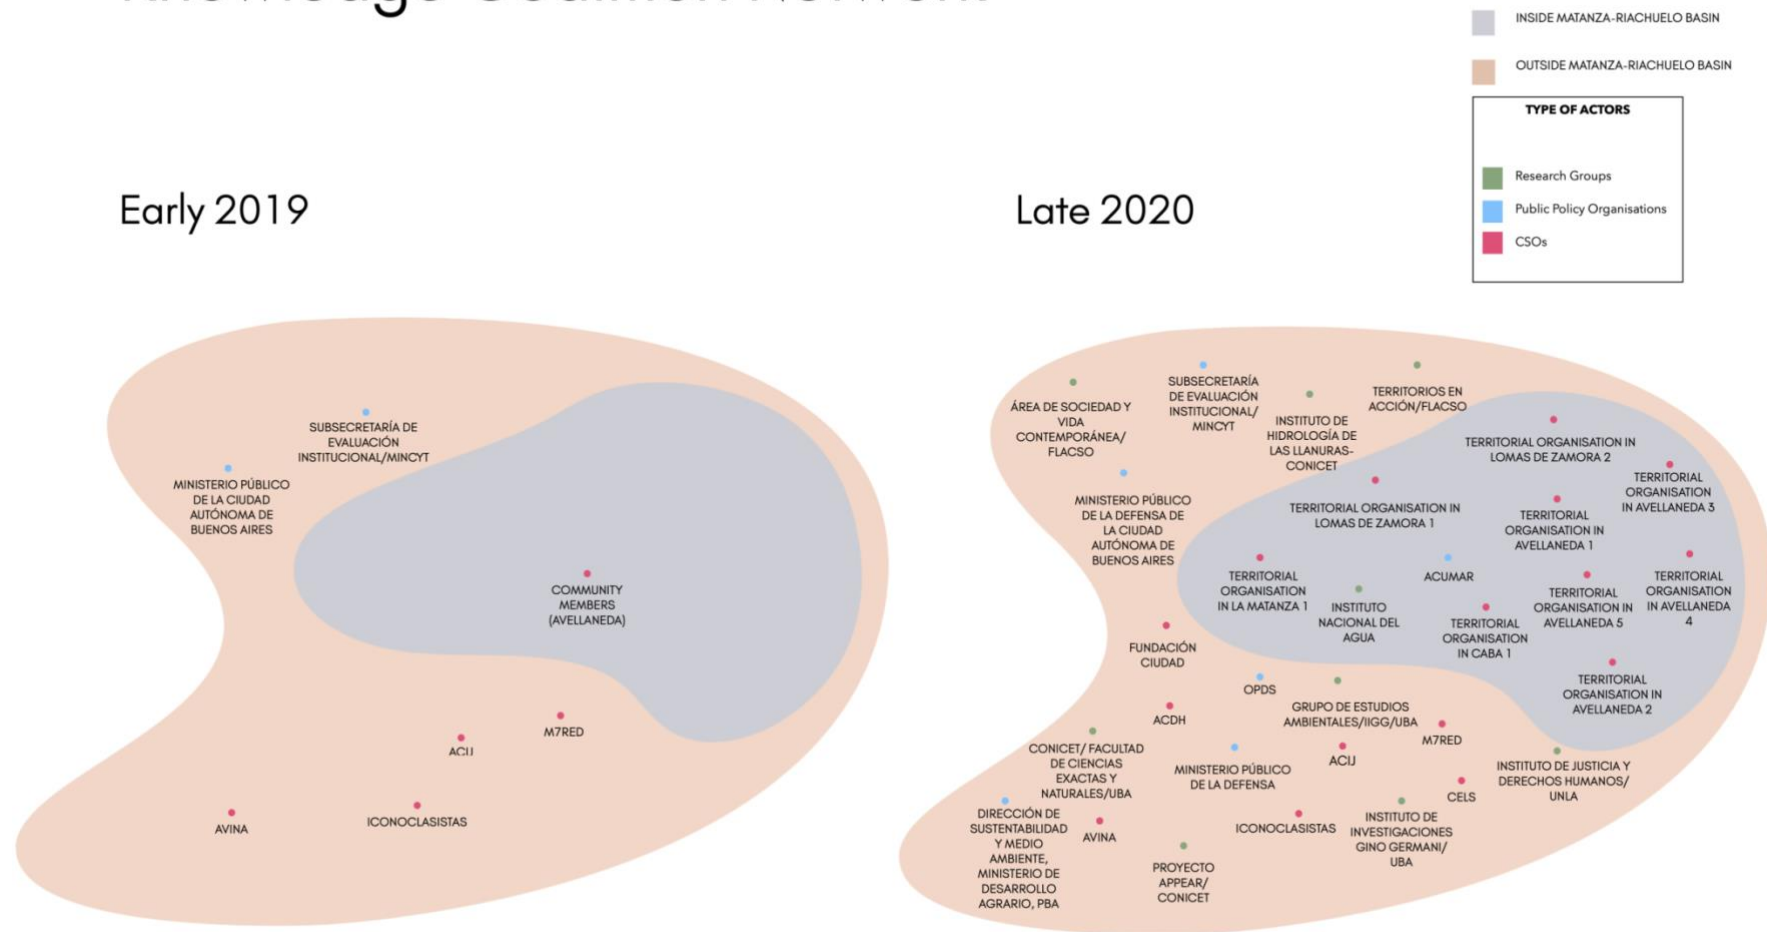 Knowledge Coalition Network
INSIDE MATANZA-RIACHUELO BASIN
OUTSIDE MATANZA-RIACHUELO BASIN
TYPE OF ACTORS
Research Groups
Public Policy Organisations
CSOs
Early 2019
SUBSECRETARÍA DE
EVALUACIÓN
INSTITUCIONAL/MINCYT
MINISTERIO PÚBLICO
DE LA CIUDAD
AUTÓNOMA DE
BUENOS AIRES
COMMUNITY
MEMBERS
(AVELLANEDA)
M7RED
ACIJ
ICONOCLASISTAS
AVINA
Late 2020
ÁREA DE SOCIEDAD Y
VIDA
CONTEMPORÁNEA/
FLACSO
SUBSECRETARÍA
DE EVALUACIÓN
INSTITUCIONAL/
MINCYT
INSTITUTO DE
HIDROLOGÍA DE
LAS LLANURAS-
CONICET
TERRITORIOS EN
ACCIÓN/FLACSO
TERRITORIAL ORGANISATION IN
LOMAS DE ZAMORA 2
TERRITORIAL
ORGANISATION
IN AVELLANEDA 3
MINISTERIO PÚBLICO
DE LA DEFENSA DE
LA CIUDAD
AUTÓNOMA DE
BUENOS AIRES
TERRITORIAL ORGANISATION IN
LOMAS DE ZAMORA 1
TERRITORIAL
ORGANISATION IN
AVELLANEDA 1
TERRITORIAL
ORGANISATION
IN LA MATANZA 1
INSTITUTO
NACIONAL DEL
AGUA
ACUMAR
TERRITORIAL
ORGANISATION
IN CABA 1
TERRITORIAL
ORGANISATION IN
AVELLANEDA 5
TERRITORIAL
ORGANISATION
IN AVELLANEDA
4
FUNDACIÓN
CIUDAD
OPDS
GRUPO DE ESTUDIOS
AMBIENTALES/IIGG/UBA
TERRITORIAL
ORGANISATION IN
AVELLANEDA 2
ACDH
M7RED
CONICET/ FACULTAD
DE CIENCIAS
EXACTAS Y
NATURALES/UBA
MINISTERIO PÚBLICO
DE LA DEFENSA
ACIJ
CELS
INSTITUTO DE JUSTICIA Y
DERECHOS HUMANOS/
UNLA
DIRECCIÓN DE
SUSTENTABILIDAD
Y MEDIO
AMBIENTE,
MINISTERIO DE
DESARROLLO
AGRARIO, PBA
AVINA
PROYECTO
APPEAR/
CONICET
ICONOCLASISTAS
INSTITUTO DE
INVESTIGACIONES
GINO GERMANI/
UBA